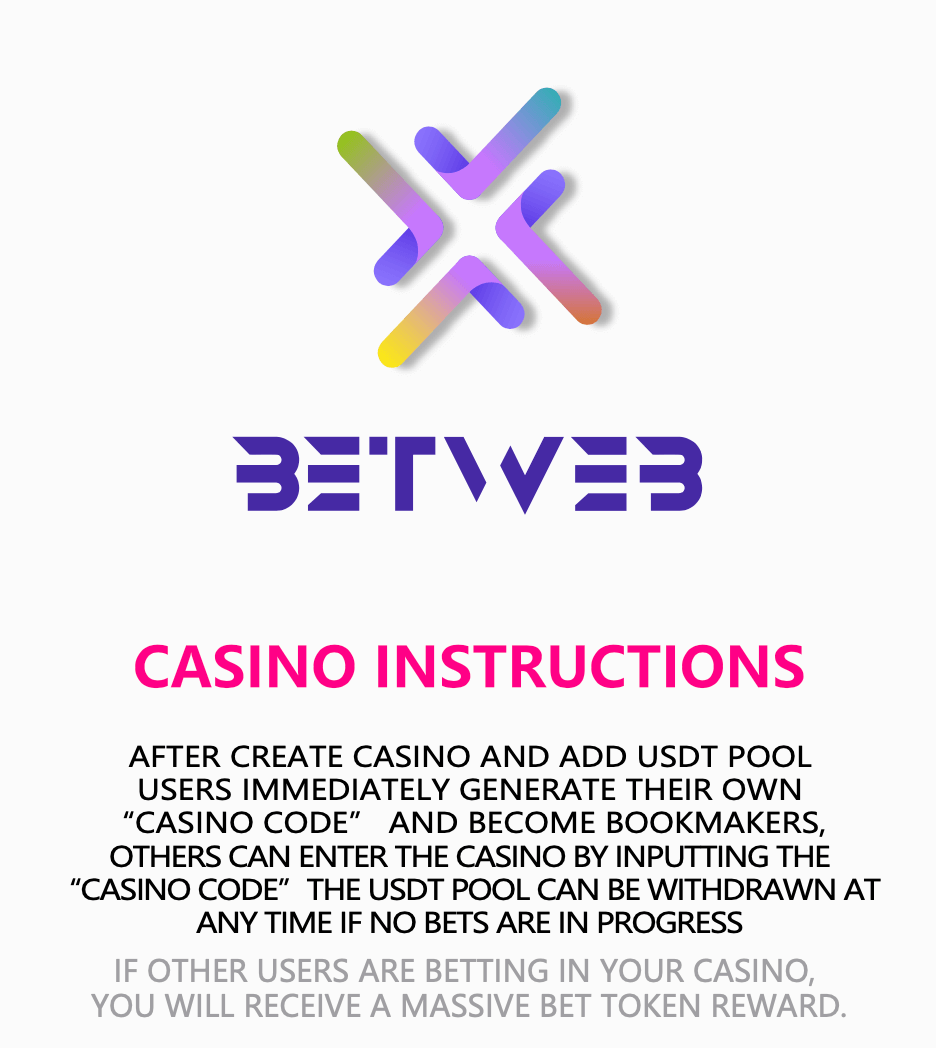 BETWEB
CASINO INSTRUCTIONS
AFTER CREATE CASINO AND ADD USDT POOL
USERS IMMEDIATELY GENERATE THEIR OWN
“CASINO CODE” AND BECOME BOOKMAKERS,
OTHERS CAN ENTER THE CASINO BY INPUTTING THE
“CASINO CODE” THE USDT POOL CAN BE WITHDRAWN AT
ANY TIME IF NO BETS ARE IN PROGRESS
IF OTHER USERS ARE BETTING IN YOUR CASINO,
YOU WILL RECEIVE A MASSIVE BET TOKEN REWARD.